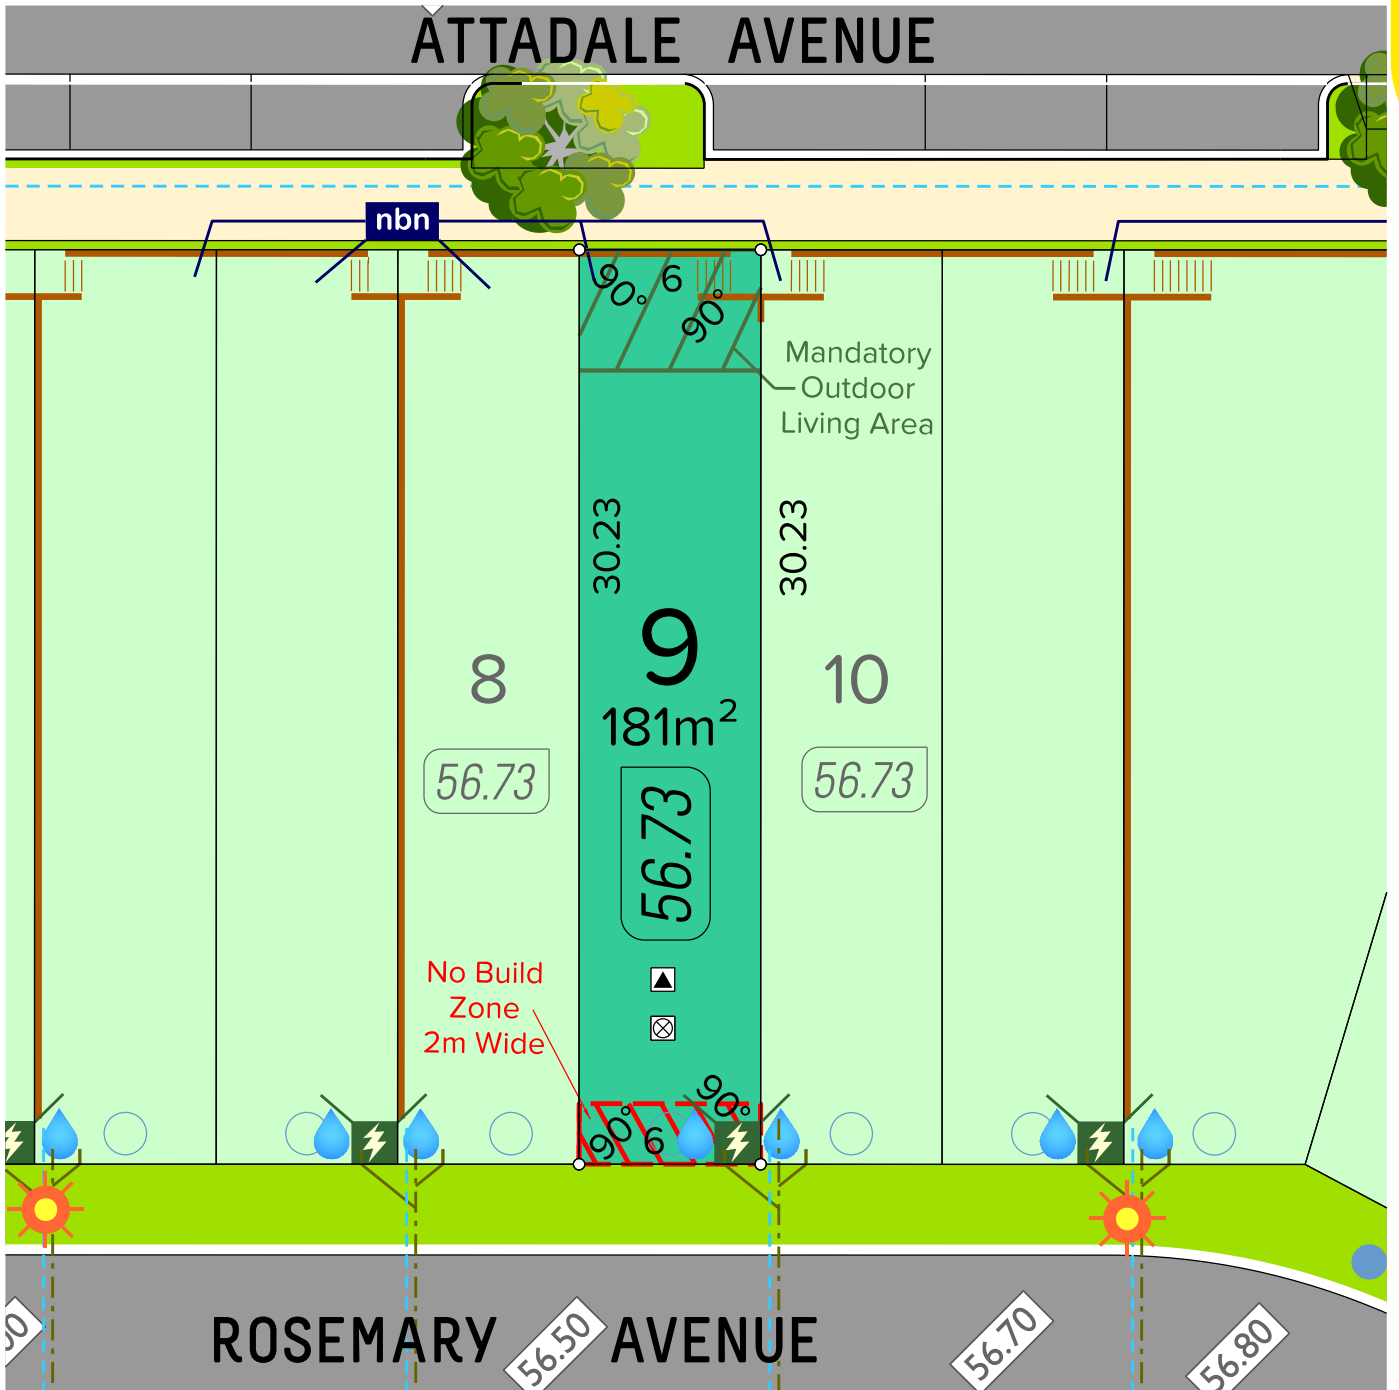 ATTADALE AVENUE
nbn
90°
6
90°
Mandatory
Outdoor
Living Area
30.23
30.23
9
181m²
56.73
8
56.73
10
56.73
No Build
Zone
2m Wide
90°
6
90°
ROSEMARY AVENUE
56.50
56.70
56.80